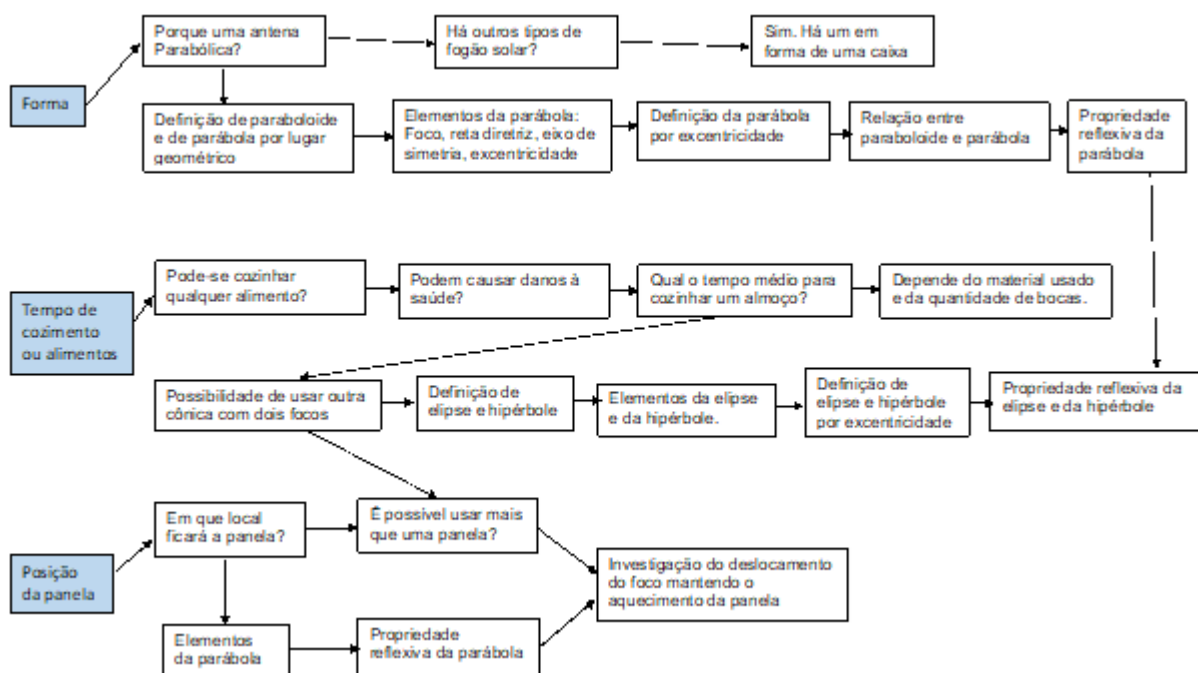 Porque uma antena
Parabólica?
Há outros tipos de
fogão solar?
Sim. Há um em
forma de uma caixa
Forma
Definição de paraboloide
e de parábola por lugar
geométrico
Elementos da parábola:
Foco, reta diretriz, eixo de
simetria, excentricidade
Definição da parábola
por excentricidade
Relação entre
paraboloide e parábola
Propriedade
reflexiva da
parábola
Tempo de
cozimento
ou alimentos
Pode-se cozinhar
qualquer alimento?
Podem causar danos à
saúde?
Qual o tempo médio para
cozinhar um almoço?
Depende do material usado
e da quantidade de bocas.
Possibilidade de usar outra
cônica com dois focos
Definição de
elipse e hipérbole
Elementos da elipse
e da hipérbole.
Definição de
elipse e hipérbole
por excentricidade
Propriedade reflexiva da
elipse e da hipérbole
Posição
da panela
Em que local
ficará a panela?
É possível usar mais
que uma panela?
Investigação do deslocamento
do foco mantendo o
aquecimento da panela
Elementos
da parábola
Propriedade
reflexiva da parábola